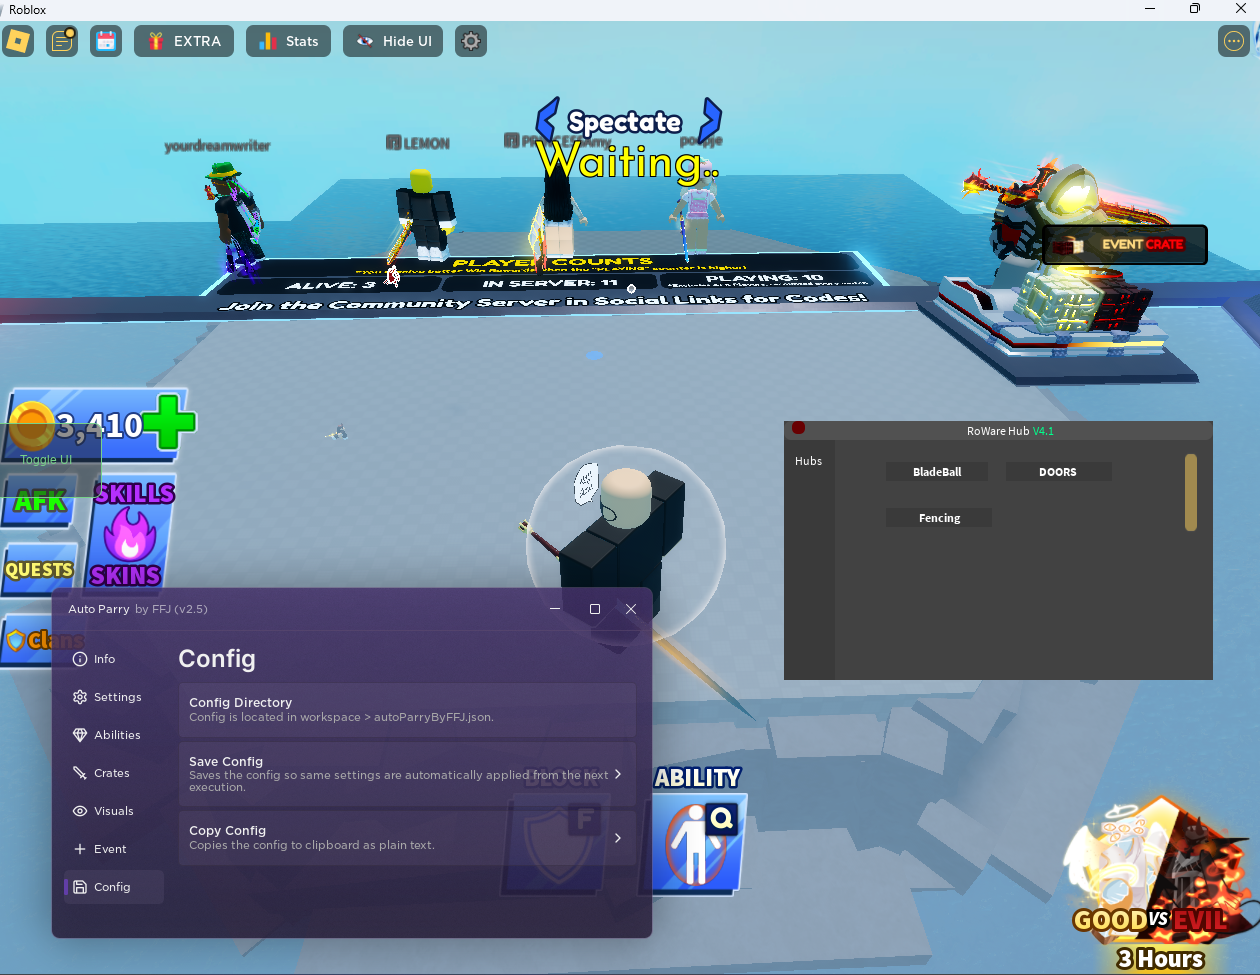 Roblox
EXTRA
Stats
Hide UI
Spectate
Waiting..
yourdreamwriter
LEMON
PLAYER COUNTS
ALIVE: 3
IN SERVER: 11
PLAYING: 10
Join the Community Server in Social Links for Codes!
EVENT CRATE
3,410
Toggle UI
AFK
SKILLS
SKINS
QUESTS
Clans
RoWare Hub V4.1
Hubs
BladeBall
DOORS
Fencing
Auto Parry by FFJ (v2.5)
Info
Settings
Abilities
Crates
Visuals
Event
Config
Config
Config Directory
Config is located in workspace > autoParryByFFJ.json.
Save Config
Saves the config so same settings are automatically applied from the next
execution.
Copy Config
Copies the config to clipboard as plain text.
BLOCK
F
ABILITY
Q
GOOD VS EVIL
3 Hours